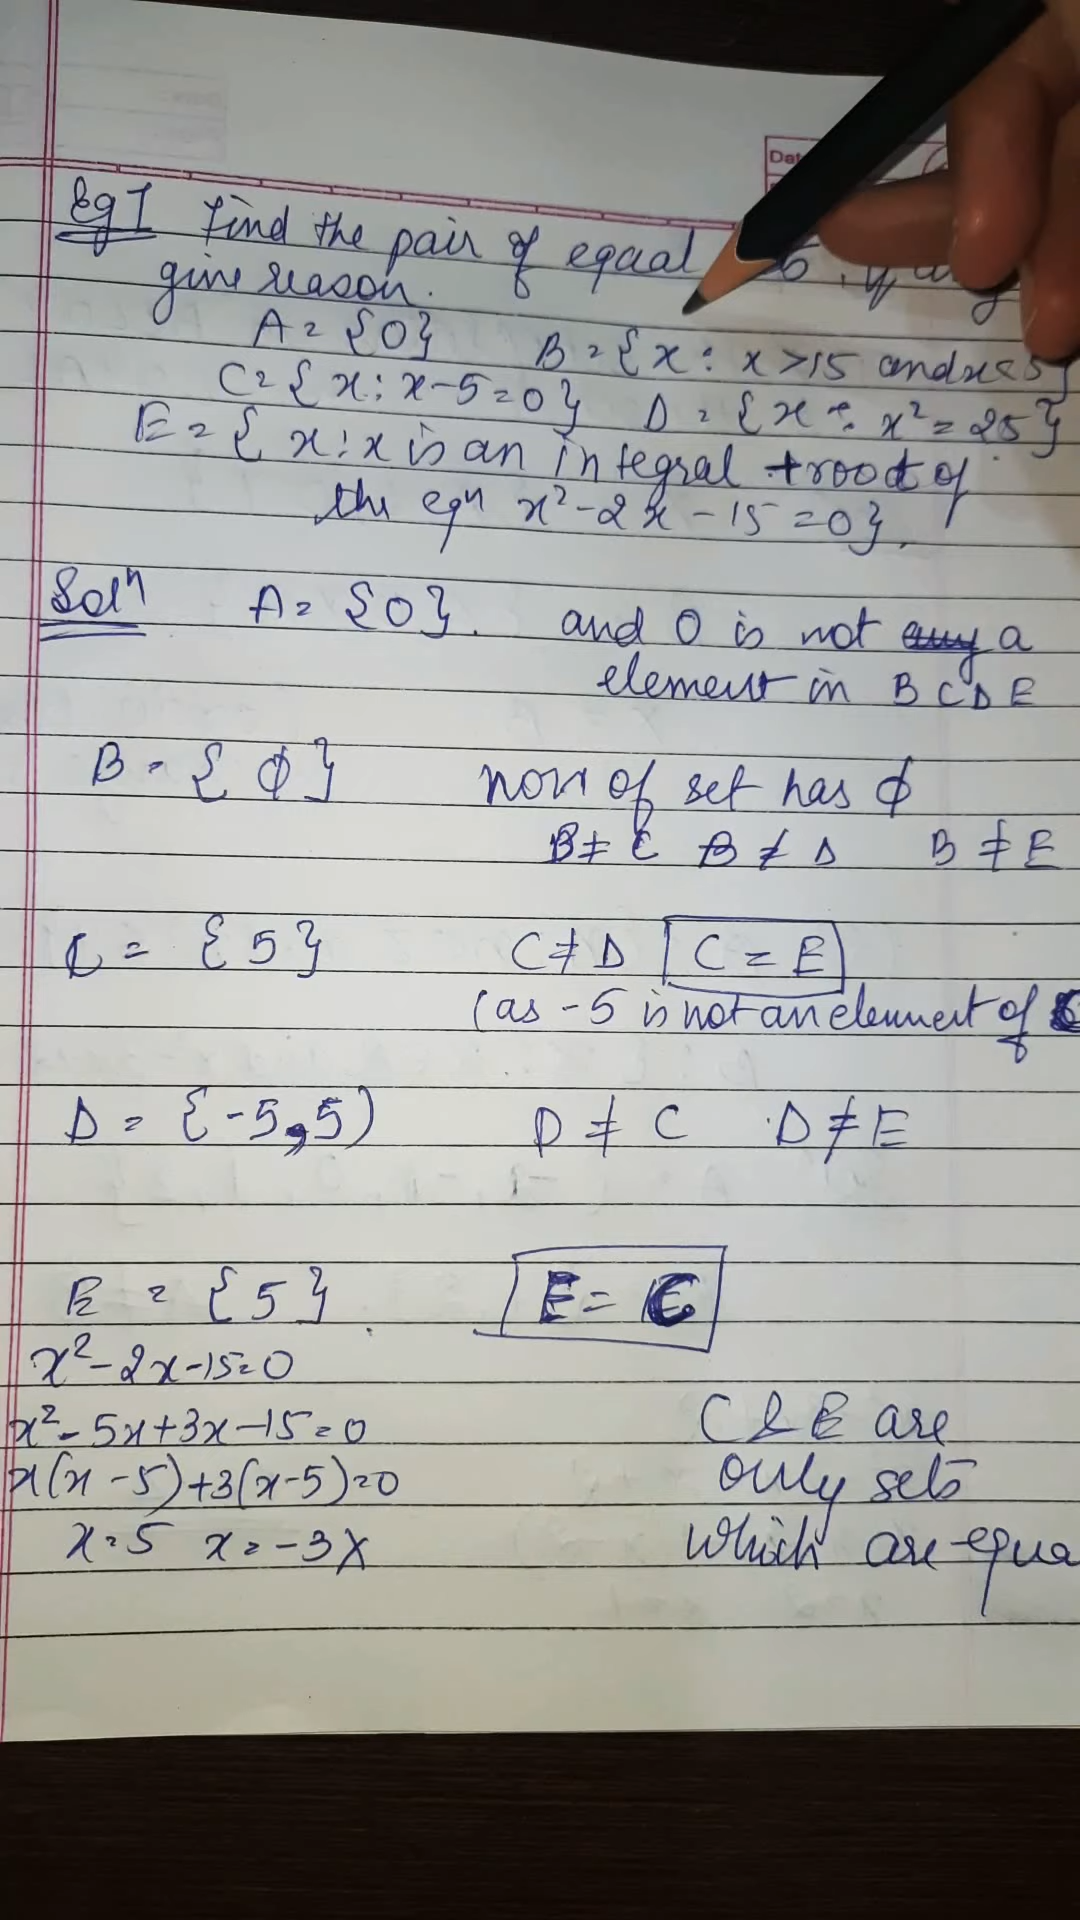 Eg 1 find the pair of equal
give reason.
A = {0} B = {x : x > 15 and x < 5}
C = {x : x - 5 = 0} D = {x : x² = 25}
E = {x : x is an integral +root of
the eqⁿ x² - 2x - 15 = 0}.
Solⁿ A = {0}. and 0 is not a
element in B C D E
B = {ϕ} non of set has ϕ
B ≠ C B ≠ D B ≠ E
C = {5} C ≠ D C = E
(as -5 is not an element of C
D = {-5, 5) D ≠ C D ≠ E
E = {5}. E = C
x² - 2x - 15 = 0
x² - 5x + 3x - 15 = 0 C & E are
x(x - 5) + 3(x - 5) = 0 only sets
x = 5 x = -3 X which are equa